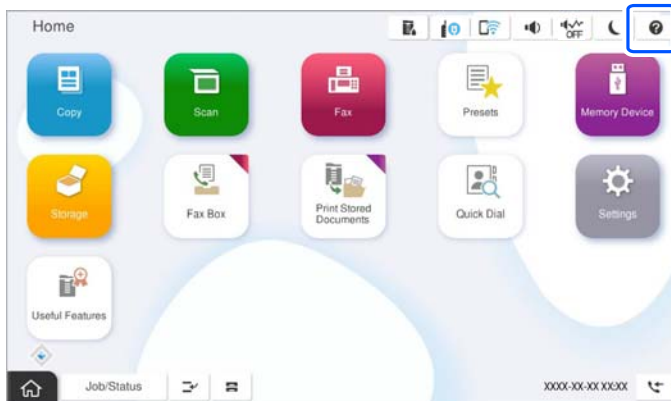 Home
OFF
Copy
Scan
Fax
Presets
Memory Device
Storage
Fax Box
Print Stored
Documents
Quick Dial
Settings
Useful Features
Job/Status
XXXX-XX-XX XX:XX